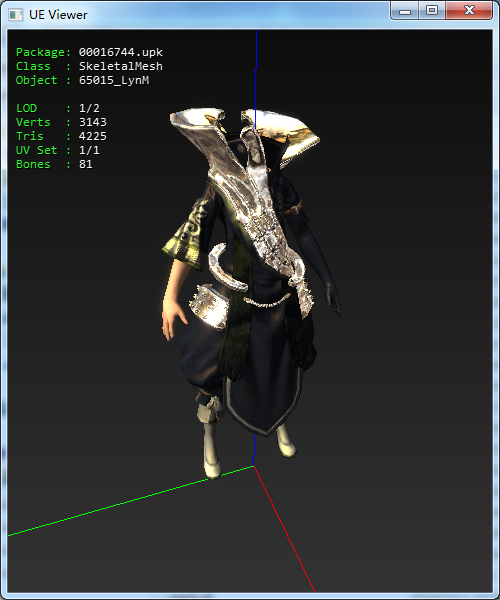 UE Viewer
Package: 00016744.upk
Class  : SkeletalMesh
Object : 65015_LynM
LOD    : 1/2
Verts  : 3143
Tris   : 4225
UV Set : 1/1
Bones  : 81